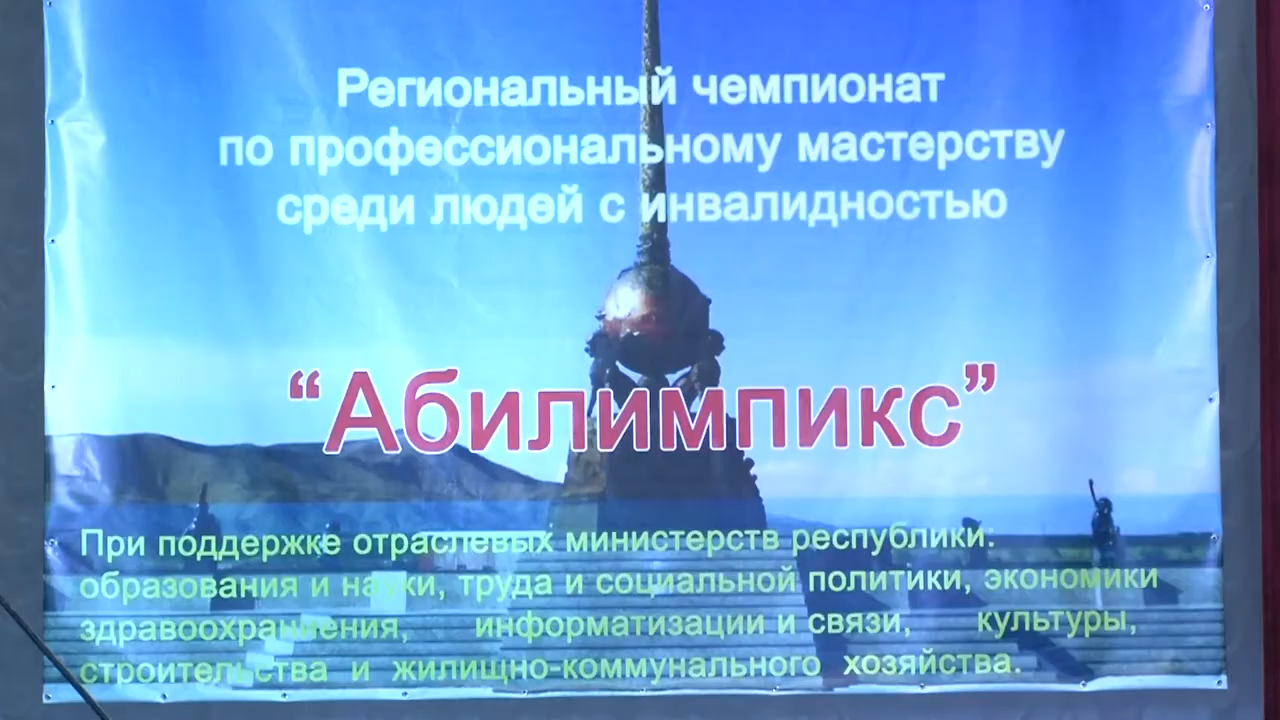 Региональный чемпионат
по профессиональному мастерству
среди людей с инвалидностью
“Абилимпикс”
При поддержке отраслевых министерств республики:
образования и науки, труда и социальной политики, экономики
здравоохраниения, информатизации и связи, культуры,
строительства и жилищно-коммунального хозяйства.